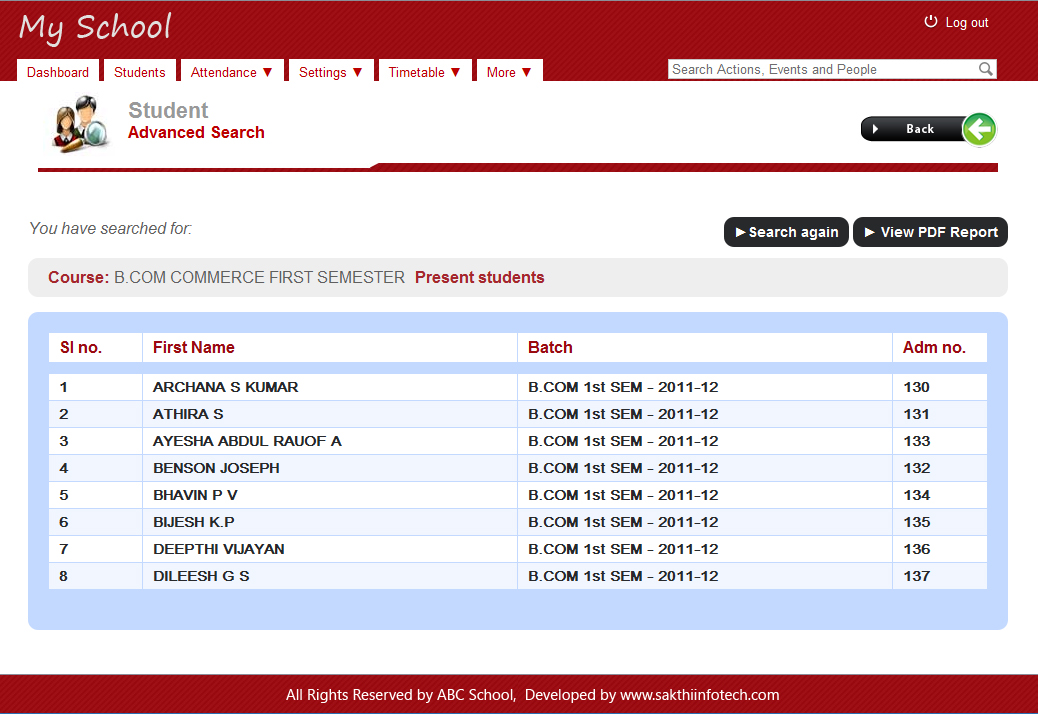 My School
Log out
Dashboard Students Attendance ▼ Settings ▼ Timetable ▼ More ▼ Search Actions, Events and People
Student
Advanced Search
Back
You have searched for:
Search again View PDF Report
Course: B.COM COMMERCE FIRST SEMESTER Present students
Sl no. First Name Batch Adm no.
1 ARCHANA S KUMAR B.COM 1st SEM - 2011-12 130
2 ATHIRA S B.COM 1st SEM - 2011-12 131
3 AYESHA ABDUL RAUOF A B.COM 1st SEM - 2011-12 133
4 BENSON JOSEPH B.COM 1st SEM - 2011-12 132
5 BHAVIN P V B.COM 1st SEM - 2011-12 134
6 BIJESH K.P B.COM 1st SEM - 2011-12 135
7 DEEPTHI VIJAYAN B.COM 1st SEM - 2011-12 136
8 DILEESH G S B.COM 1st SEM - 2011-12 137
All Rights Reserved by ABC School, Developed by www.sakthiinfotech.com